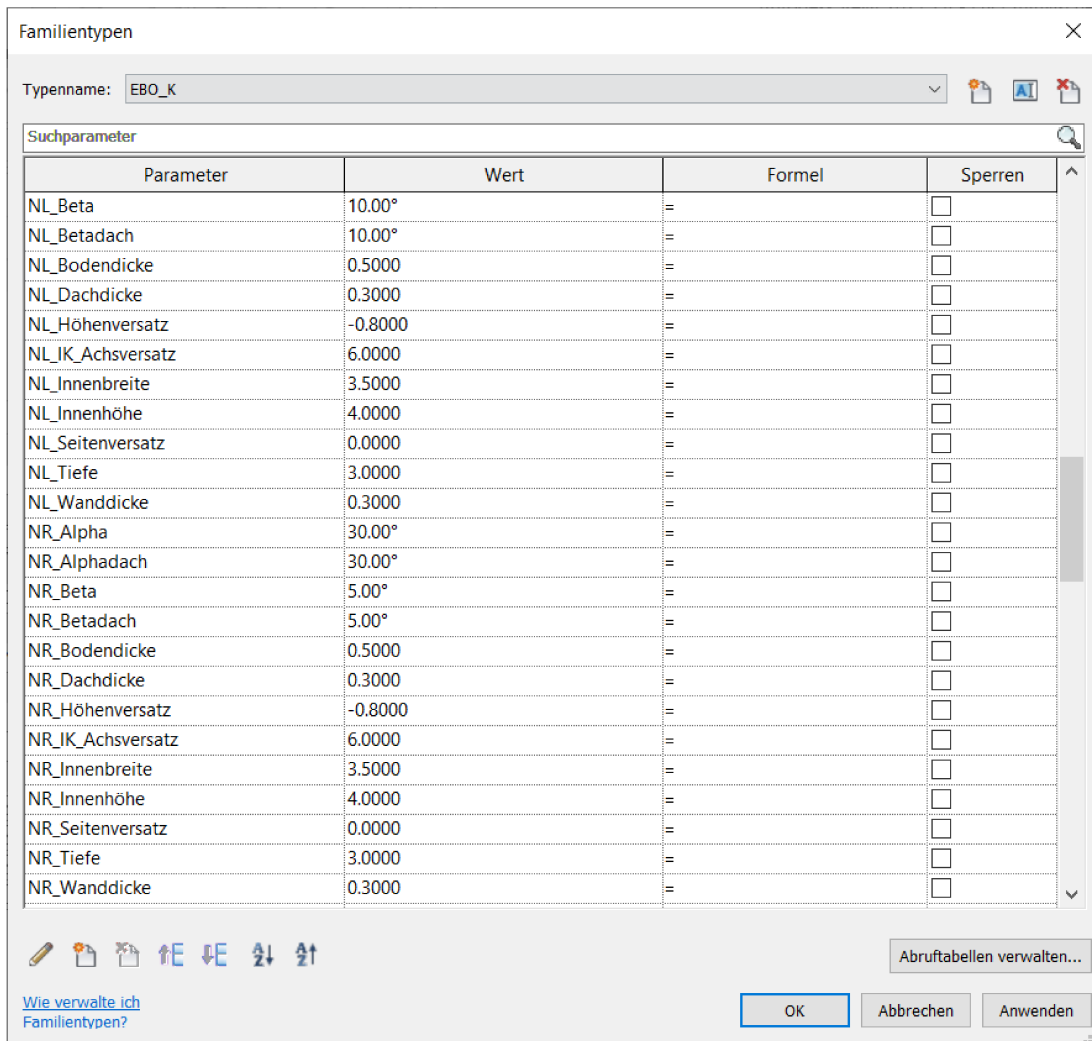 Familientypen
Typenname: EBO_K
Suchparameter
Parameter Wert Formel Sperren
NL_Beta 10.00° =
NL_Betadach 10.00° =
NL_Bodendicke 0.5000 =
NL_Dachdicke 0.3000 =
NL_Höhenversatz -0.8000 =
NL_IK_Achsversatz 6.0000 =
NL_Innenbreite 3.5000 =
NL_Innenhöhe 4.0000 =
NL_Seitenversatz 0.0000 =
NL_Tiefe 3.0000 =
NL_Wanddicke 0.3000 =
NR_Alpha 30.00° =
NR_Alphadach 30.00° =
NR_Beta 5.00° =
NR_Betadach 5.00° =
NR_Bodendicke 0.5000 =
NR_Dachdicke 0.3000 =
NR_Höhenversatz -0.8000 =
NR_IK_Achsversatz 6.0000 =
NR_Innenbreite 3.5000 =
NR_Innenhöhe 4.0000 =
NR_Seitenversatz 0.0000 =
NR_Tiefe 3.0000 =
NR_Wanddicke 0.3000 =
Abruftabellen verwalten...
Wie verwalte ich
Familientypen?
OK Abbrechen Anwenden